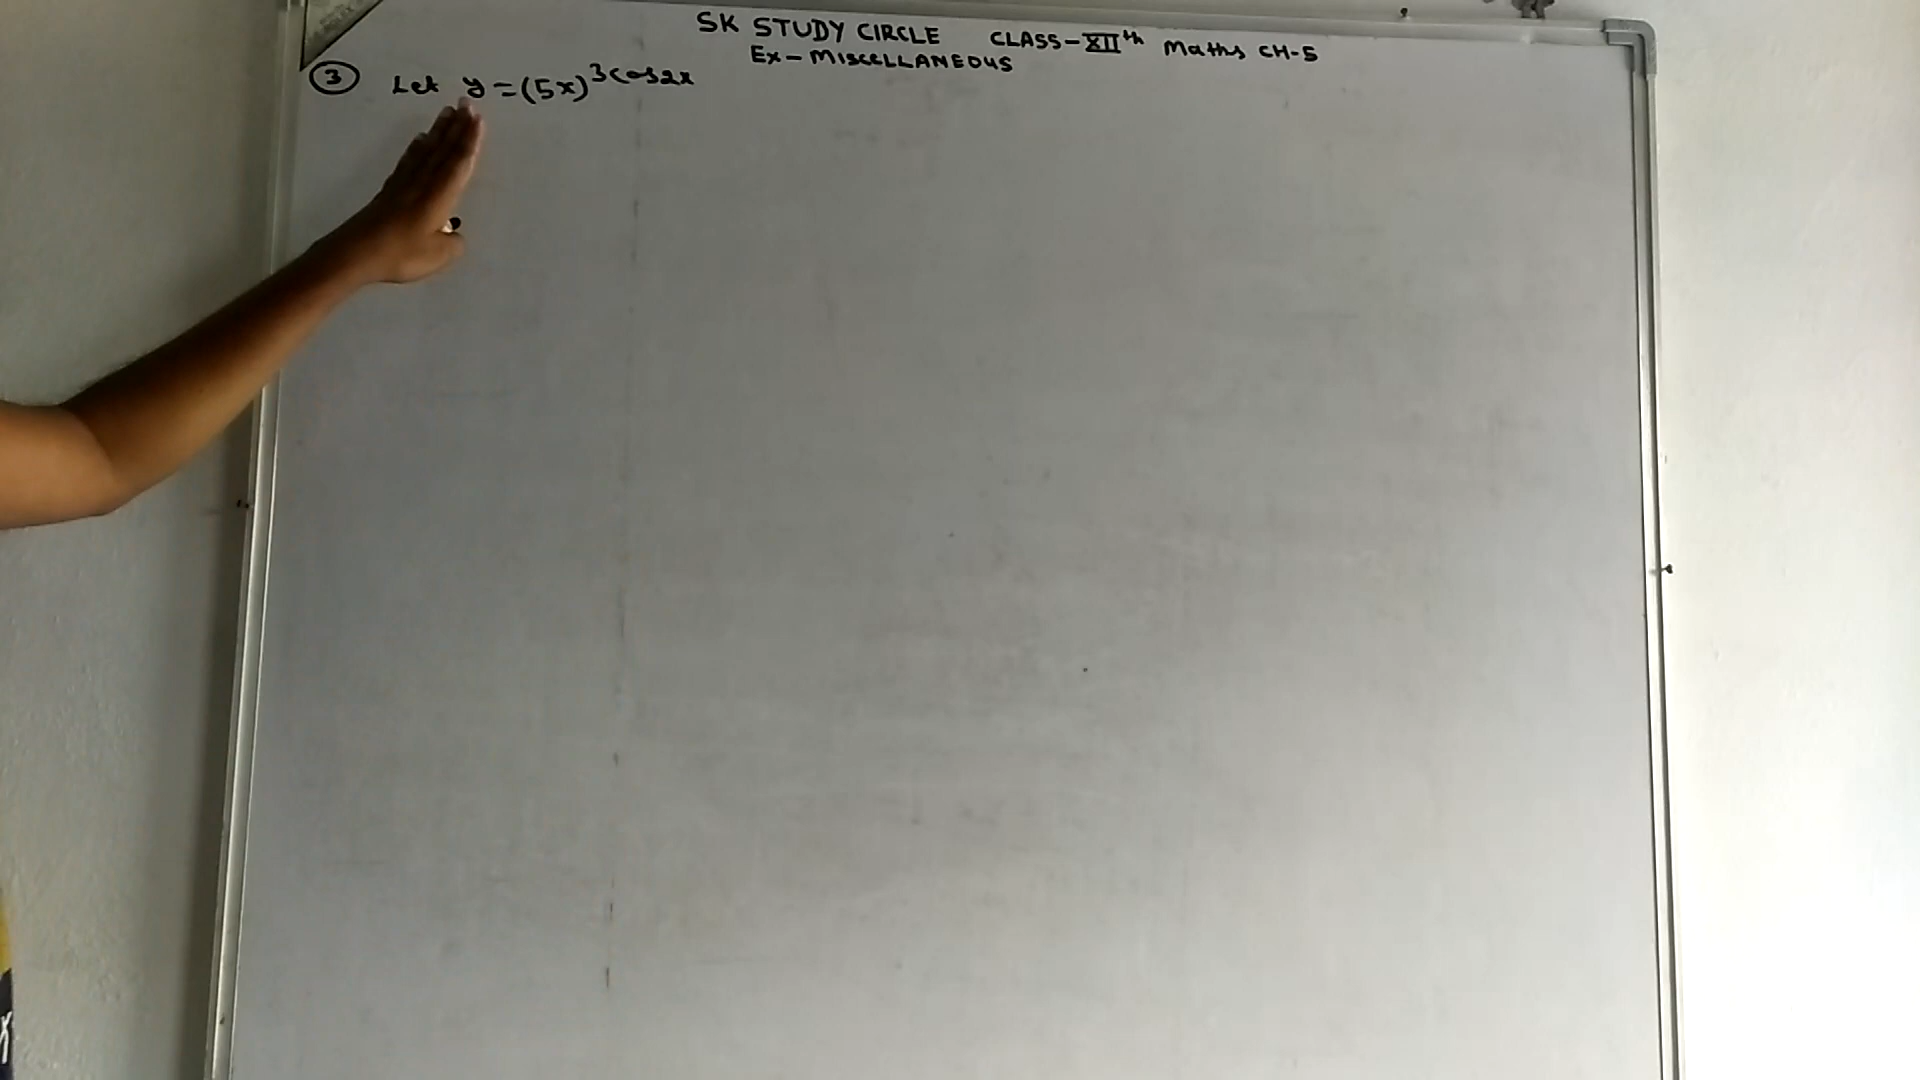 SK STUDY CIRCLE CLASS-XIIth Maths CH-5
Ex-MISCELLANEOUS
③ Let y=(5x)^3cos2x